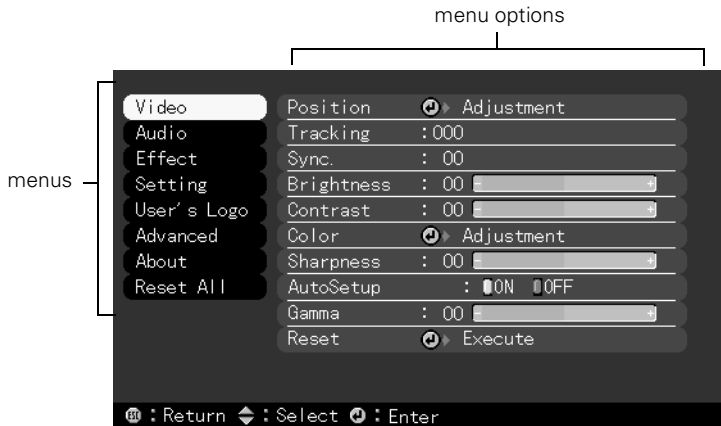 menu options
menus
Video
Audio
Effect
Setting
User's Logo
Advanced
About
Reset All
Position Adjustment
Tracking :000
Sync. : 00
Brightness : 00 - +
Contrast : 00 - +
Color Adjustment
Sharpness : 00 - +
AutoSetup : ON OFF
Gamma : 00 - +
Reset Execute
ESC : Return : Select : Enter